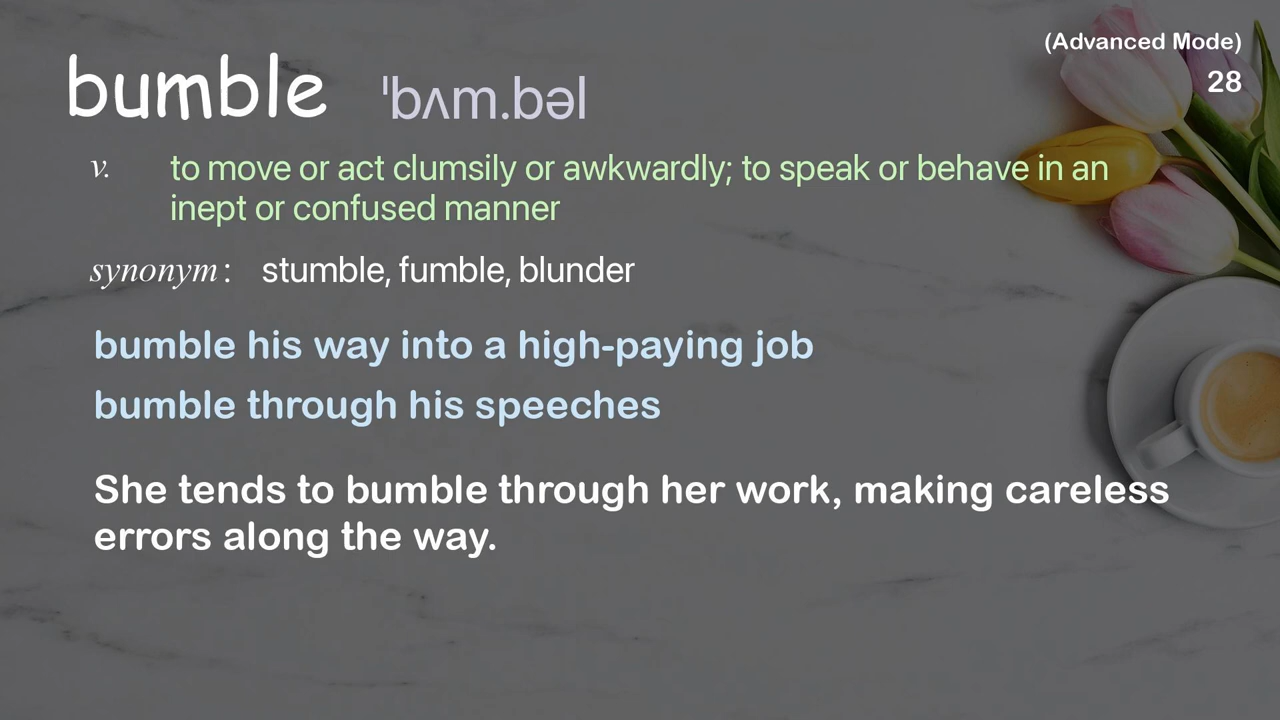 (Advanced Mode)
28
bumble ˈbʌm.bəl
v. to move or act clumsily or awkwardly; to speak or behave in an
inept or confused manner
synonym: stumble, fumble, blunder
bumble his way into a high-paying job
bumble through his speeches
She tends to bumble through her work, making careless
errors along the way.